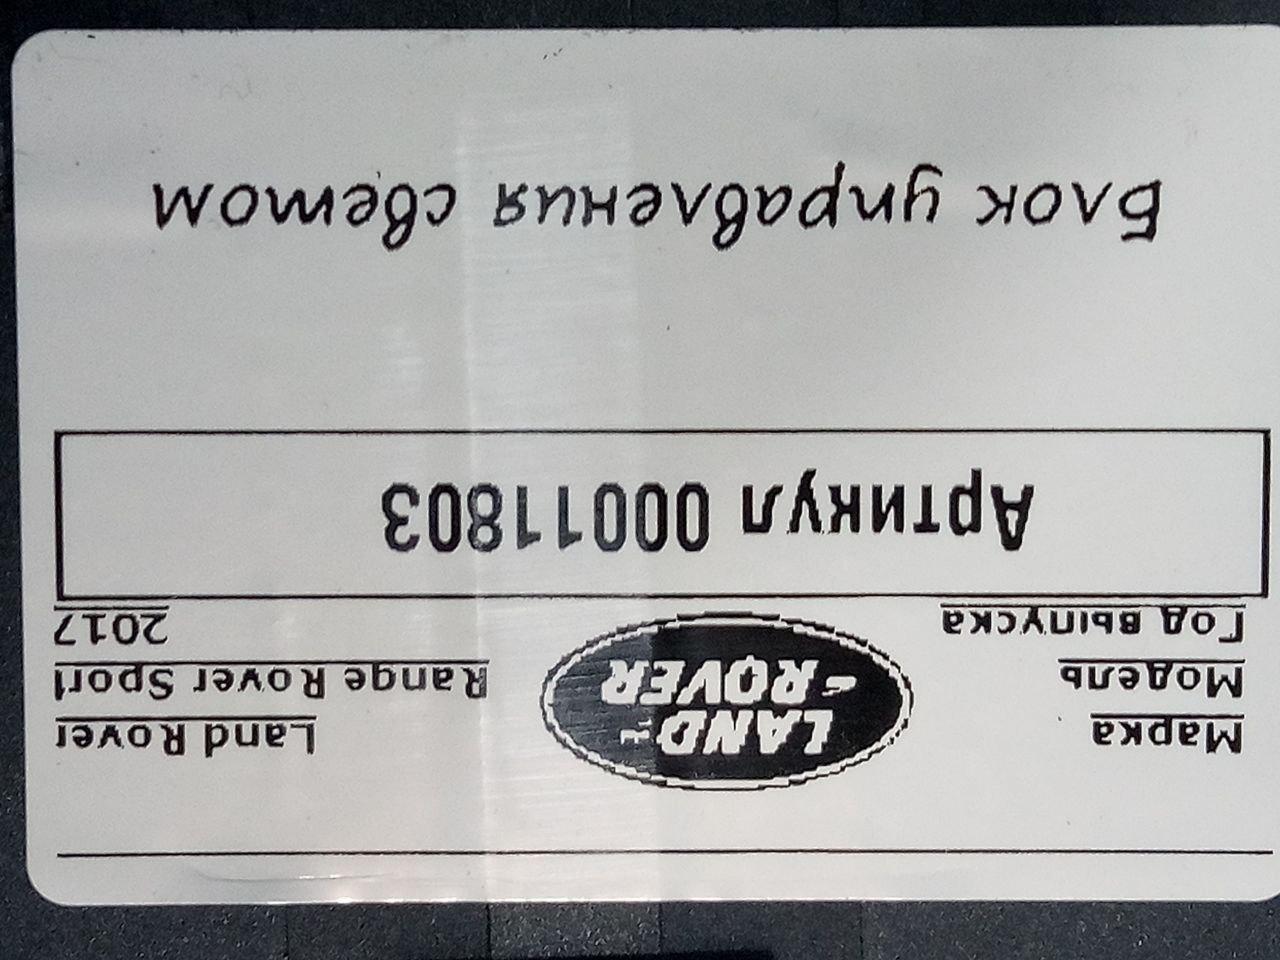 Марка Land Rover
Модель Range Rover Sport
Год выпуска 2017
LAND-
-ROVER
Артикул 00011803
Блок управления светом